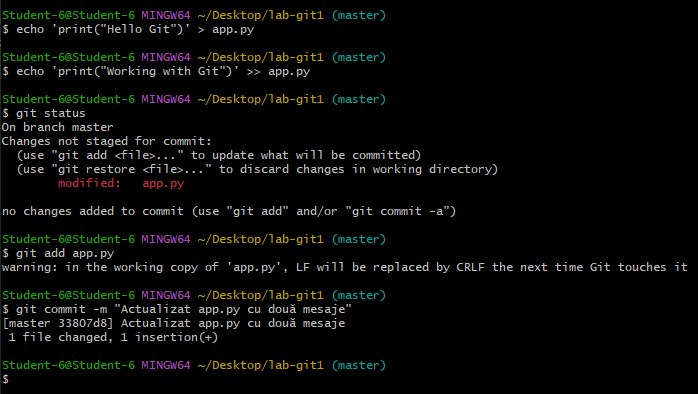 Student-6@Student-6 MINGW64 ~/Desktop/lab-git1 (master)
$ echo 'print("Hello Git")' > app.py

Student-6@Student-6 MINGW64 ~/Desktop/lab-git1 (master)
$ echo 'print("Working with Git")' >> app.py

Student-6@Student-6 MINGW64 ~/Desktop/lab-git1 (master)
$ git status
On branch master
Changes not staged for commit:
  (use "git add <file>..." to update what will be committed)
  (use "git restore <file>..." to discard changes in working directory)
        modified:   app.py

no changes added to commit (use "git add" and/or "git commit -a")

Student-6@Student-6 MINGW64 ~/Desktop/lab-git1 (master)
$ git add app.py
warning: in the working copy of 'app.py', LF will be replaced by CRLF the next time Git touches it

Student-6@Student-6 MINGW64 ~/Desktop/lab-git1 (master)
$ git commit -m "Actualizat app.py cu două mesaje"
[master 33807d8] Actualizat app.py cu două mesaje
 1 file changed, 1 insertion(+)

Student-6@Student-6 MINGW64 ~/Desktop/lab-git1 (master)
$